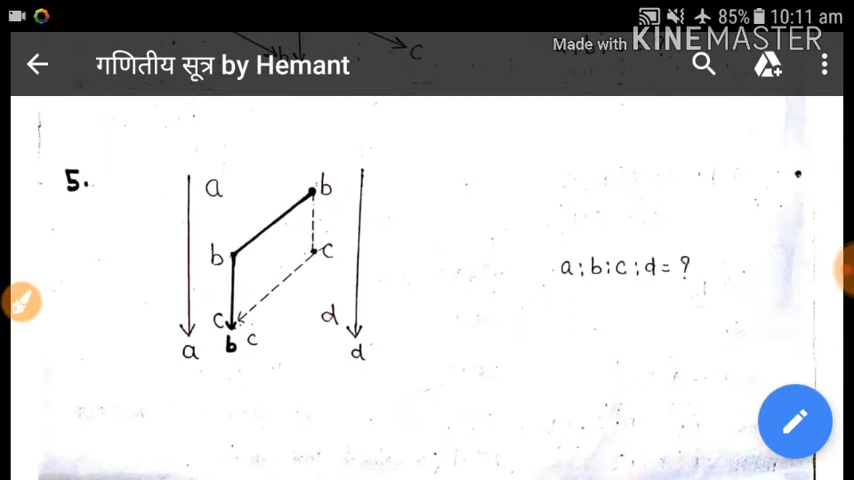 85% 10:11 am
Made with KINEMASTER
गणितीय सूत्र by Hemant
c
5.
a b
b c
c d
b c
a d
a : b : c : d = ?